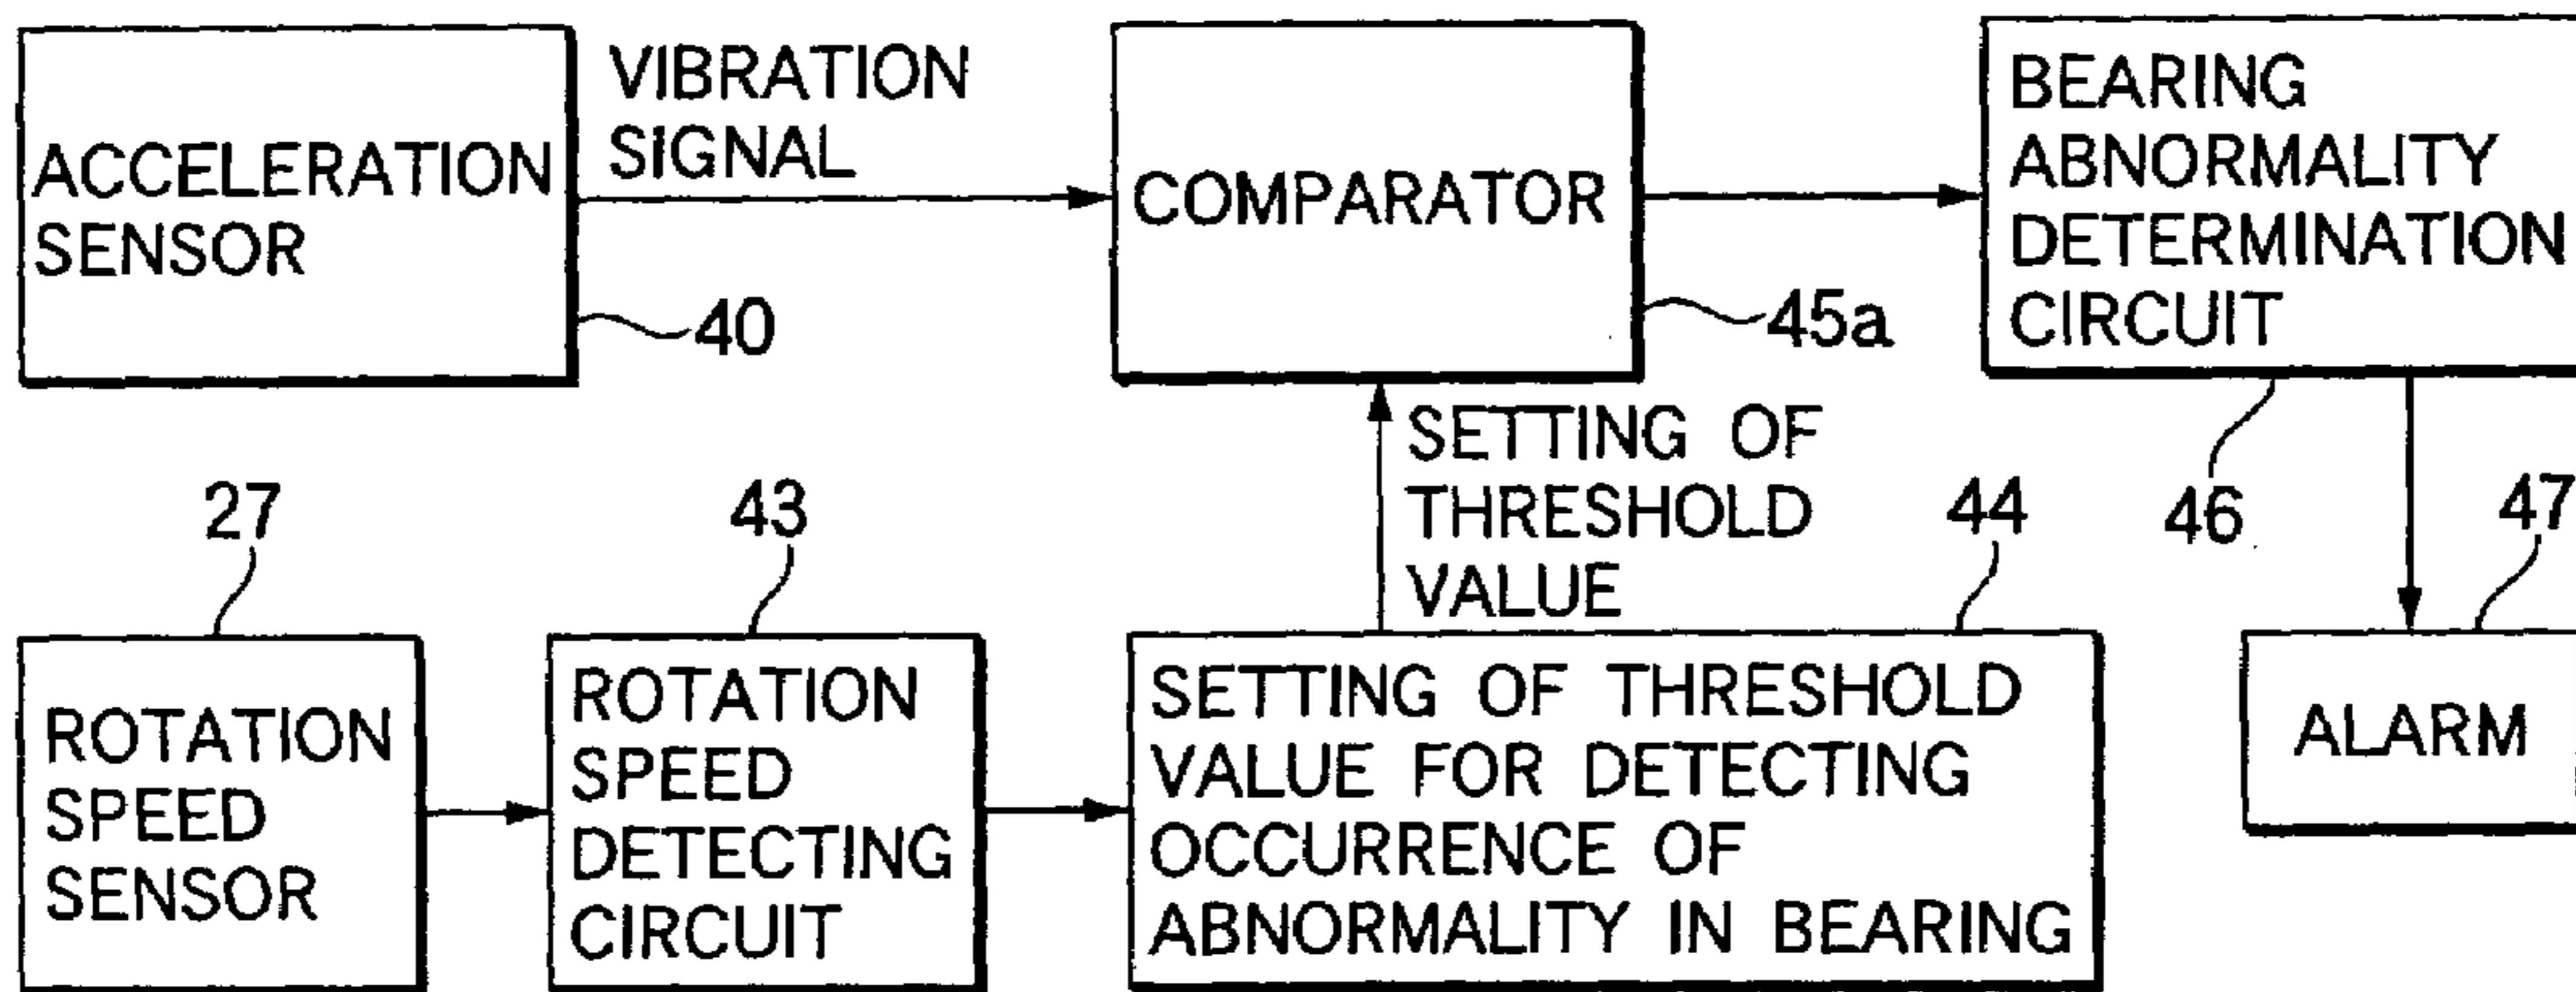 ACCELERATION
SENSOR
40
VIBRATION
SIGNAL
COMPARATOR
45a
BEARING
ABNORMALITY
DETERMINATION
CIRCUIT
46
SETTING OF
THRESHOLD
VALUE
27
ROTATION
SPEED
SENSOR
43
ROTATION
SPEED
DETECTING
CIRCUIT
44
SETTING OF THRESHOLD
VALUE FOR DETECTING
OCCURRENCE OF
ABNORMALITY IN BEARING
47
ALARM